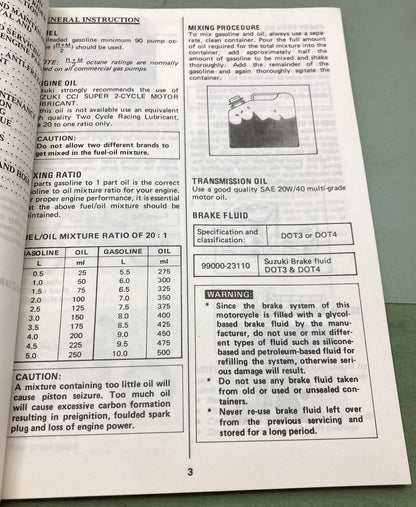 GENERAL INSTRUCTION
leaded gasoline minimum 90 pump oc-
e (R+M/2) should be used.
TE: R+M/2 octane ratings are normally
ed on all commercial gas pumps.
GINE OIL
uki strongly recommends the use of
ZUKI CCI SUPER 2-CYCLE MOTOR
BRICANT.
this oil is not available use an equivalent
h quality Two Cycle Racing Lubricant,
a 20 to one ratio only.
CAUTION:
Do not allow two different brands to
get mixed in the fuel-oil mixture.
XING RATIO
parts gasoline to 1 part oil is the correct
soline to oil mixture ratio for your engine.
r proper engine performance, it is essential
at the above fuel/oil mixture should be
intained.
UEL/OIL MIXTURE RATIO OF 20 : 1
GASOLINE OIL GASOLINE OIL
L ml L ml
0.5 25 5.5 275
1.0 50 6.0 300
1.5 75 6.5 325
2.0 100 7.0 350
2.5 125 7.5 375
3.0 150 8.0 400
3.5 175 8.5 425
4.0 200 9.0 450
4.5 225 9.5 475
5.0 250 10.0 500
CAUTION:
A mixture containing too little oil will
cause piston seizure. Too much oil
will cause excessive carbon formation
resulting in preignition, foulded spark
plug and loss of engine power.
MIXING PROCEDURE
To mix gasoline and oil, always use a sepa-
rate, clean container. Pour the full amount
of oil required for the total mixture into the
container, add approximately half the
amount of gasoline to be mixed and shake
thoroughly. Add the remainder of the
gasoline and again thoroughly agitate the
container.
TRANSMISSION OIL
Use a good quality SAE 20W/40 multi-grade
motor oil.
BRAKE FLUID
Specification and
classification: DOT3 or DOT4
99000-23110 Suzuki Brake fluid
DOT3 & DOT4
WARNING:
* Since the brake system of this
motorcycle is filled with a glycol-
based brake fluid by the manu-
facturer, do not use or mix differ-
ent types of fluid such as silicone-
based and petroleum-based fluid for
refilling the system, otherwise seri-
ous damage will result.
* Do not use any brake fluid taken
from old or used or unsealed con-
tainers.
* Never re-use brake fluid left over
from the previous servicing and
stored for a long period.
3